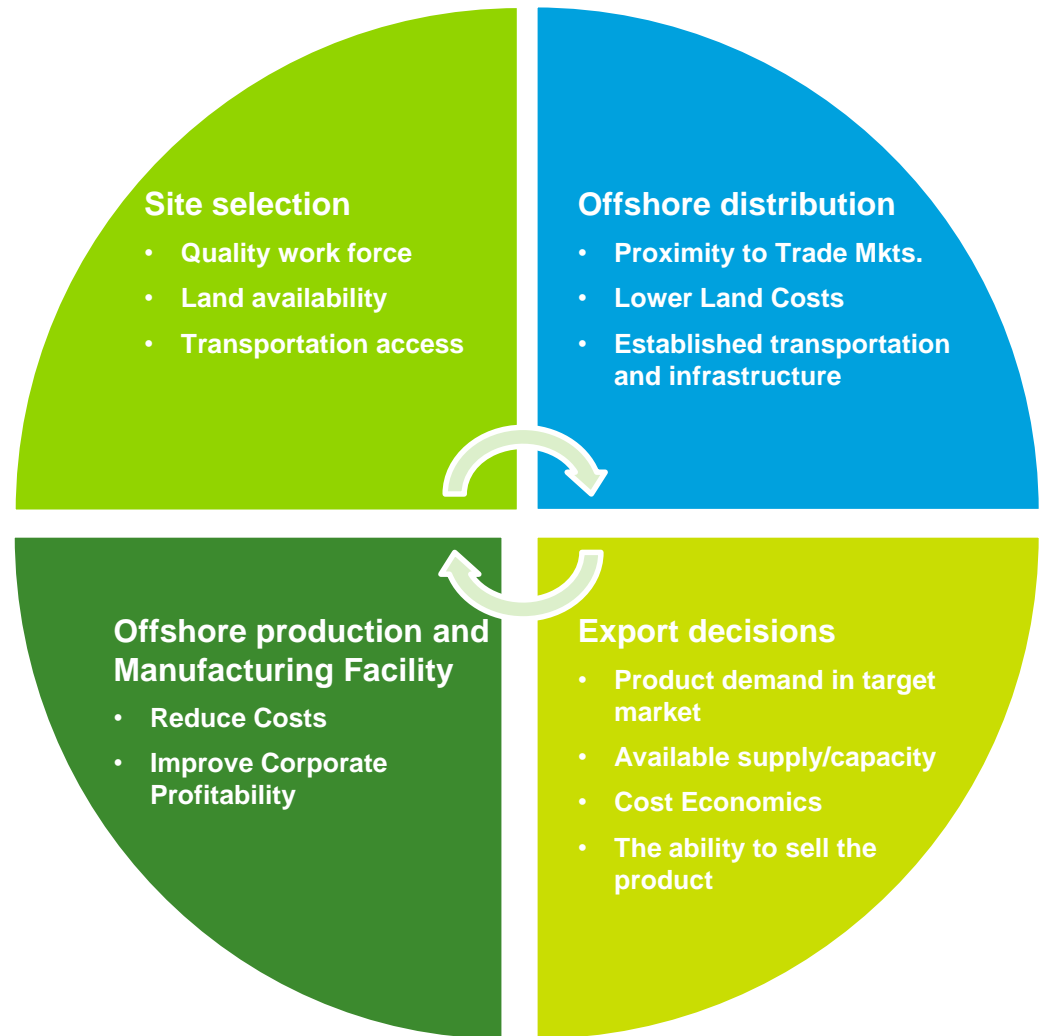 Site selection
• Quality work force
• Land availability
• Transportation access
Offshore distribution
• Proximity to Trade Mkts.
• Lower Land Costs
• Established transportation
and infrastructure
Offshore production and
Manufacturing Facility
• Reduce Costs
• Improve Corporate
Profitability
Export decisions
• Product demand in target
market
• Available supply/capacity
• Cost Economics
• The ability to sell the
product